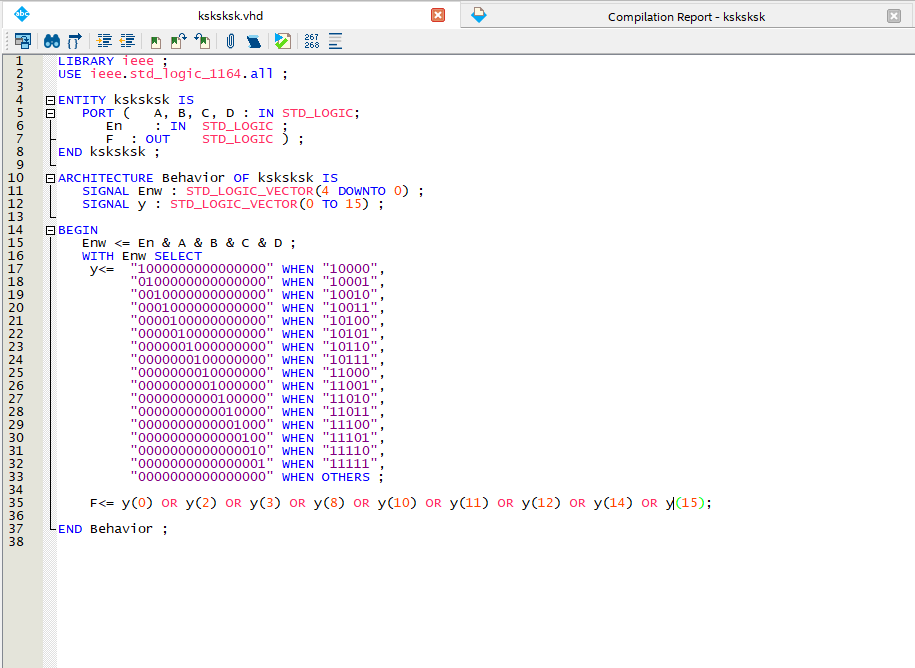 abc ksksksk.vhd Compilation Report - ksksksk
267
268
1 LIBRARY ieee ;
2 USE ieee.std_logic_1164.all ;
3
4 ENTITY ksksksk IS
5 PORT ( A, B, C, D : IN STD_LOGIC;
6 En : IN STD_LOGIC ;
7 F : OUT STD_LOGIC ) ;
8 END ksksksk ;
9
10 ARCHITECTURE Behavior OF ksksksk IS
11 SIGNAL Enw : STD_LOGIC_VECTOR(4 DOWNTO 0) ;
12 SIGNAL y : STD_LOGIC_VECTOR(0 TO 15) ;
13
14 BEGIN
15 Enw <= En & A & B & C & D ;
16 WITH Enw SELECT
17 y<= "1000000000000000" WHEN "10000",
18 "0100000000000000" WHEN "10001",
19 "0010000000000000" WHEN "10010",
20 "0001000000000000" WHEN "10011",
21 "0000100000000000" WHEN "10100",
22 "0000010000000000" WHEN "10101",
23 "0000001000000000" WHEN "10110",
24 "0000000100000000" WHEN "10111",
25 "0000000010000000" WHEN "11000",
26 "0000000001000000" WHEN "11001",
27 "0000000000100000" WHEN "11010",
28 "0000000000010000" WHEN "11011",
29 "0000000000001000" WHEN "11100",
30 "0000000000000100" WHEN "11101",
31 "0000000000000010" WHEN "11110",
32 "0000000000000001" WHEN "11111",
33 "0000000000000000" WHEN OTHERS ;
34
35 F<= y(0) OR y(2) OR y(3) OR y(8) OR y(10) OR y(11) OR y(12) OR y(14) OR y(15);
36
37 END Behavior ;
38